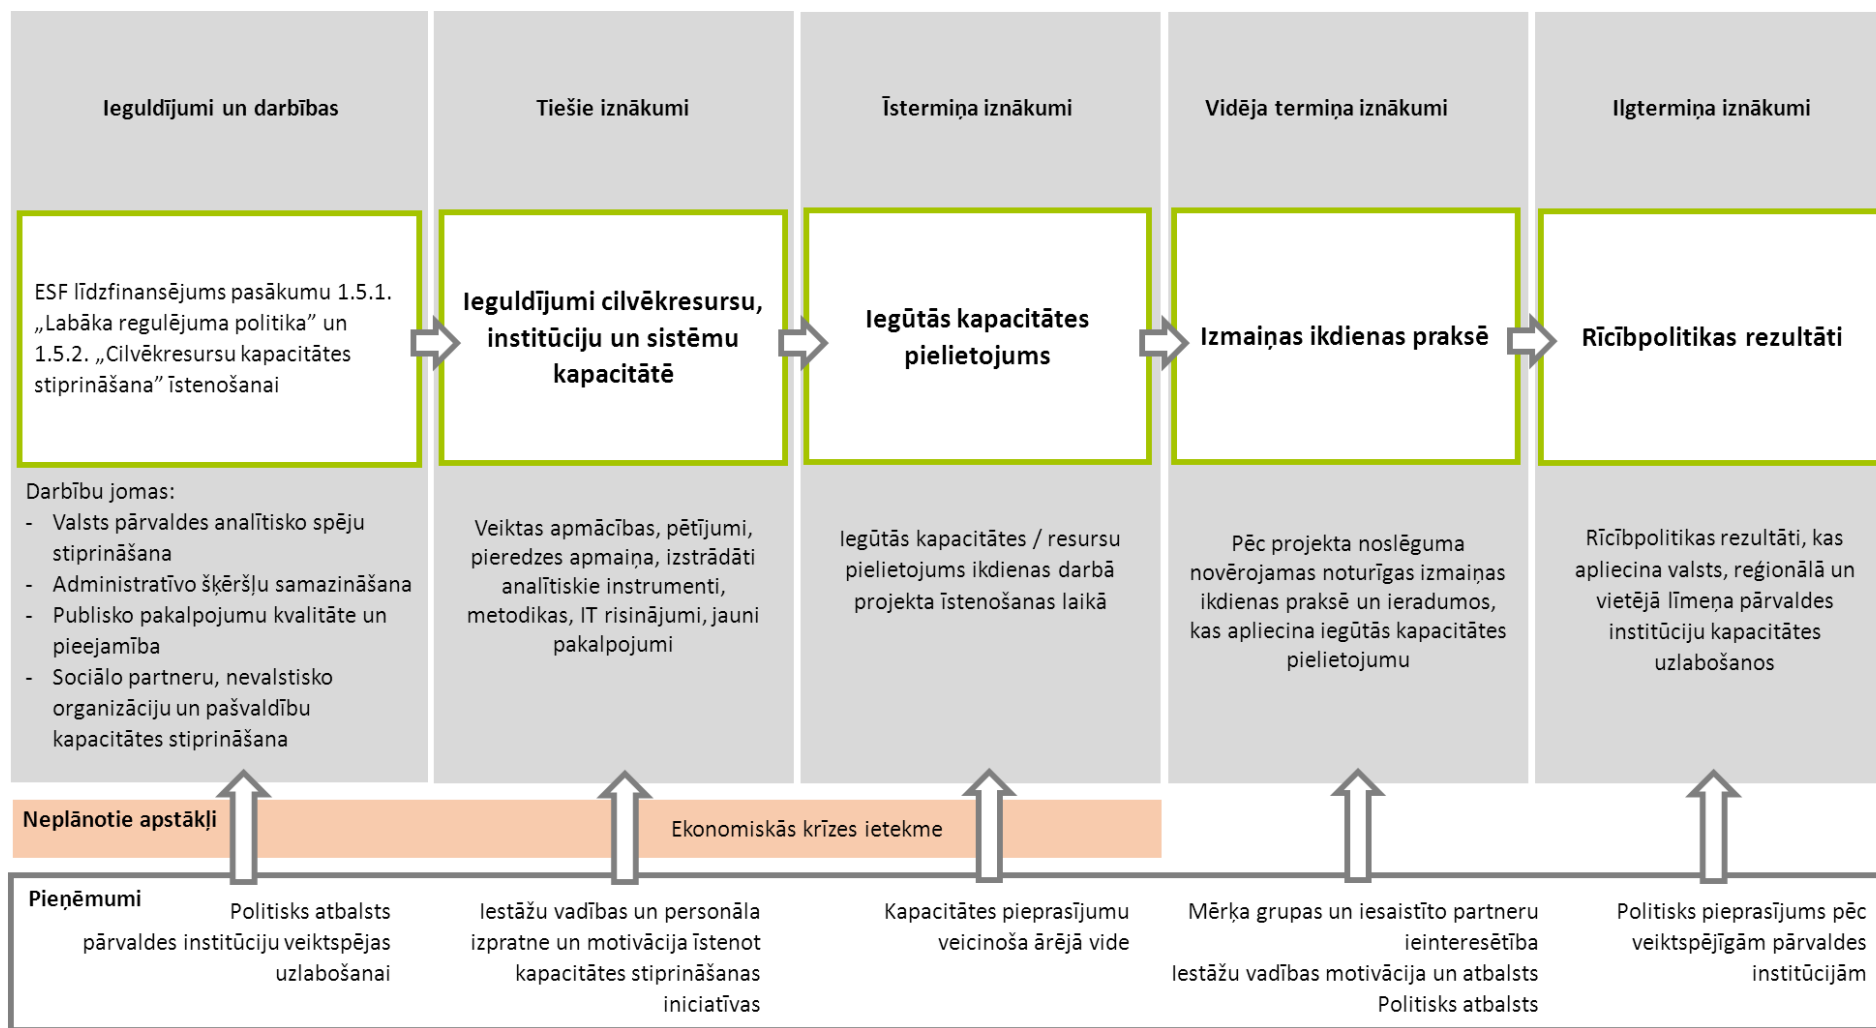 Ieguldījumi un darbības
Tiešie iznākumi
Īstermiņa iznākumi
Vidēja termiņa iznākumi
Ilgtermiņa iznākumi
ESF līdzfinansējums pasākumu 1.5.1.
„Labāka regulējuma politika” un
1.5.2. „Cilvēkresursu kapacitātes
stiprināšana” īstenošanai
Ieguldījumi cilvēkresursu,
institūciju un sistēmu
kapacitātē
Iegūtās kapacitātes
pielietojums
Izmaiņas ikdienas praksē
Rīcībpolitikas rezultāti
Darbību jomas:
- Valsts pārvaldes analītisko spēju
stiprināšana
- Administratīvo šķēršļu samazināšana
- Publisko pakalpojumu kvalitāte un
pieejamība
- Sociālo partneru, nevalstisko
organizāciju un pašvaldību
kapacitātes stiprināšana
Veiktas apmācības, pētījumi,
pieredzes apmaiņa, izstrādāti
analītiskie instrumenti,
metodikas, IT risinājumi, jauni
pakalpojumi
Iegūtās kapacitātes / resursu
pielietojums ikdienas darbā
projekta īstenošanas laikā
Pēc projekta noslēguma
novērojamas noturīgas izmaiņas
ikdienas praksē un ieradumos,
kas apliecina iegūtās kapacitātes
pielietojumu
Rīcībpolitikas rezultāti, kas
apliecina valsts, reģionālā un
vietējā līmeņa pārvaldes
institūciju kapacitātes
uzlabošanos
Neplānotie apstākļi
Ekonomiskās krīzes ietekme
Pieņēmumi
Politisks atbalsts
pārvaldes institūciju veiktspējas
uzlabošanai
Iestāžu vadības un personāla
izpratne un motivācija īstenot
kapacitātes stiprināšanas
iniciatīvas
Kapacitātes pieprasījumu
veicinoša ārējā vide
Mērķa grupas un iesaistīto partneru
ieinteresētība
Iestāžu vadības motivācija un atbalsts
Politisks atbalsts
Politisks pieprasījums pēc
veiktspējīgām pārvaldes
institūcijām